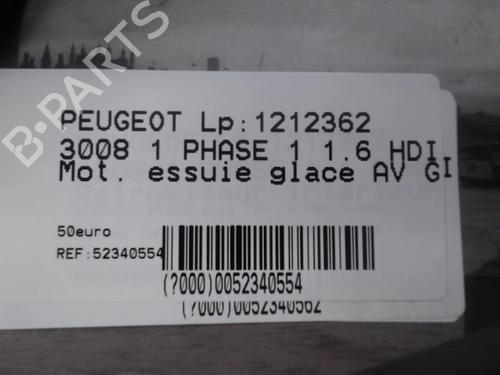 B-PARTS
PEUGEOT Lp:1212362
3008 1 PHASE 1 1.6 HDI
Mot. essuie glace AV GI
50euro
REF:52340554
(?000)0052340554
(?000)0052340562